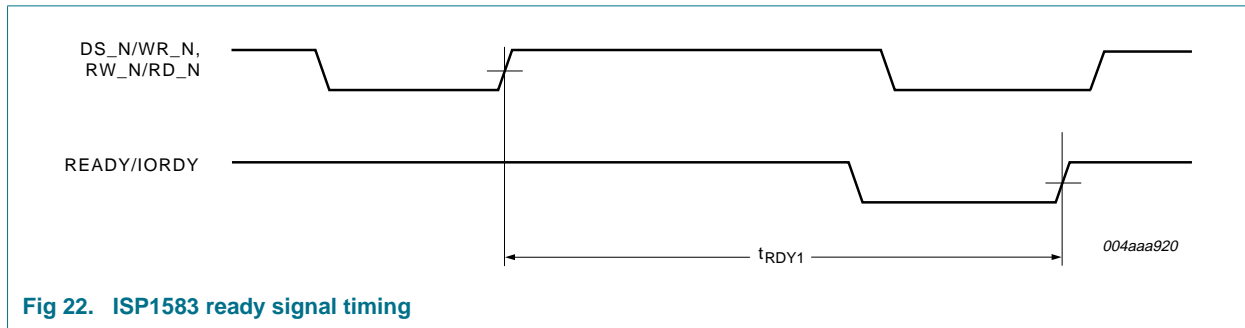 DS_N/WR_N,
RW_N/RD_N
READY/IORDY
tRDY1
004aaa920
Fig 22. ISP1583 ready signal timing